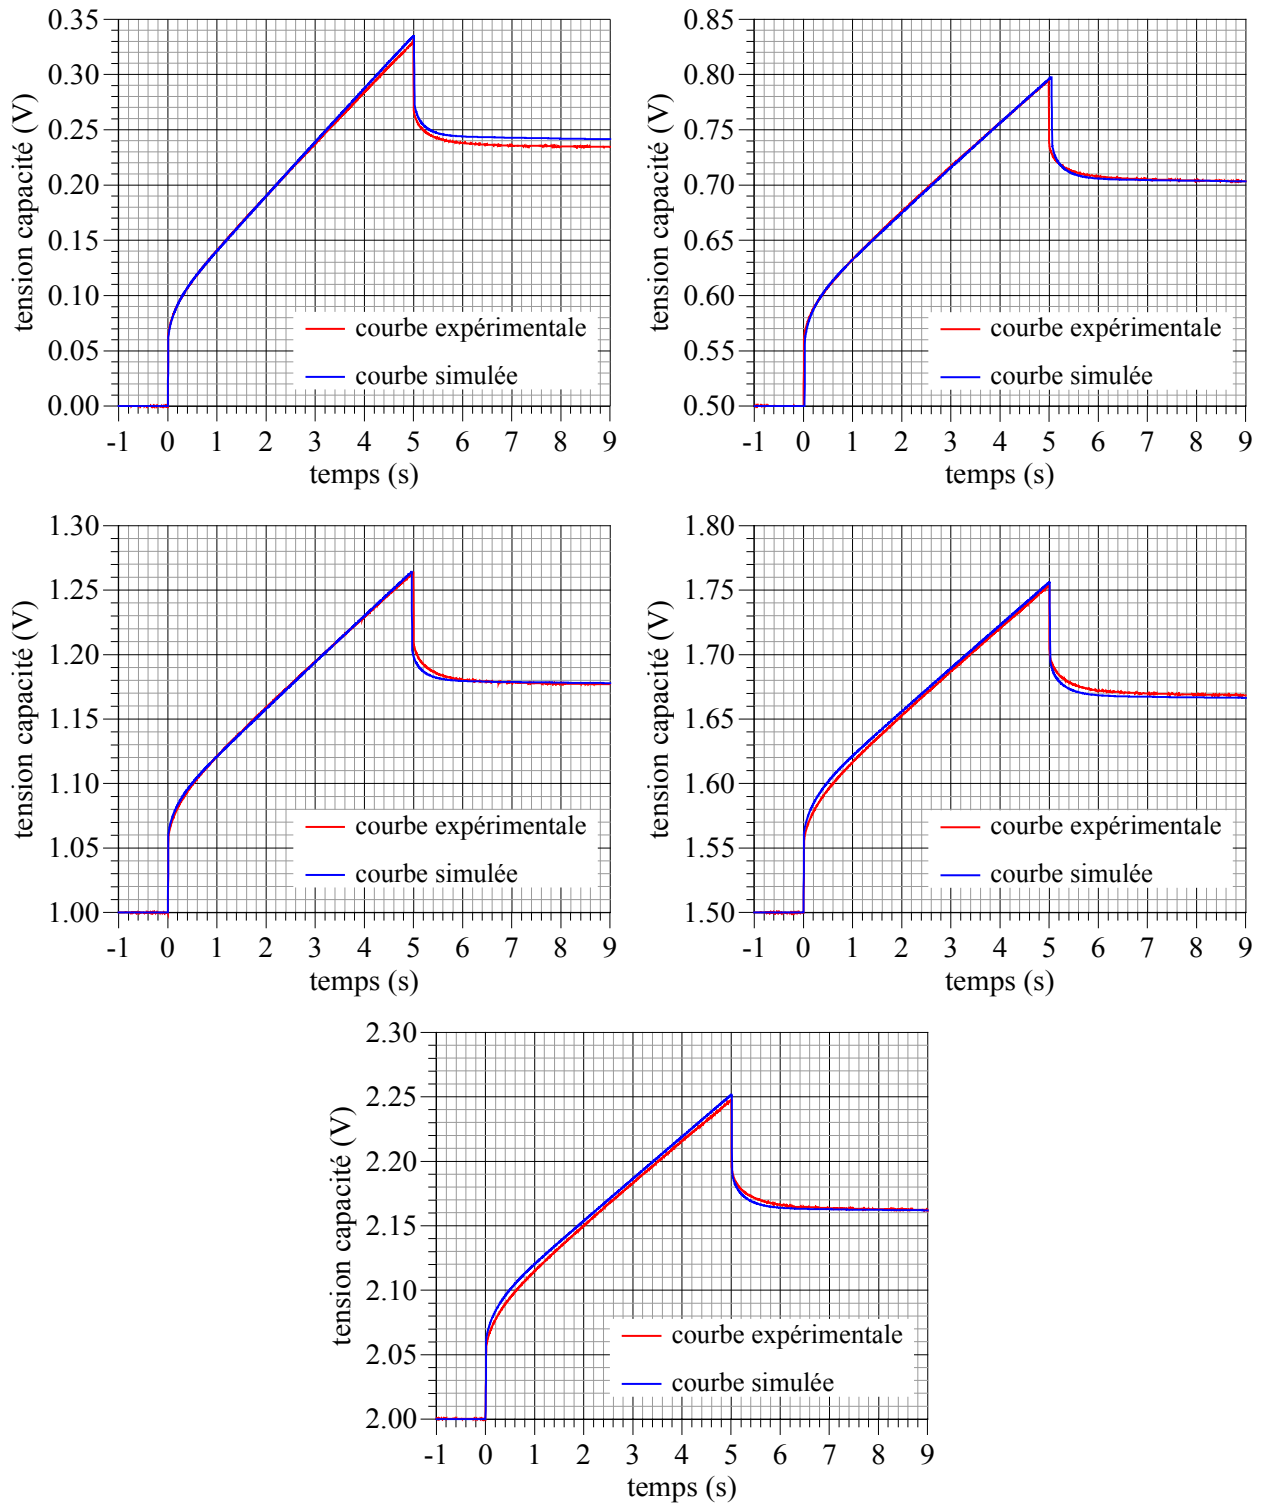 0.35
0.30
0.25
0.20
0.15
0.10
0.05
0.00
tension capacité (V)
courbe expérimentale
courbe simulée
-1 0 1 2 3 4 5 6 7 8 9
temps (s)
0.85
0.80
0.75
0.70
0.65
0.60
0.55
0.50
tension capacité (V)
courbe expérimentale
courbe simulée
-1 0 1 2 3 4 5 6 7 8 9
temps (s)
1.30
1.25
1.20
1.15
1.10
1.05
1.00
tension capacité (V)
courbe expérimentale
courbe simulée
-1 0 1 2 3 4 5 6 7 8 9
temps (s)
1.80
1.75
1.70
1.65
1.60
1.55
1.50
tension capacité (V)
courbe expérimentale
courbe simulée
-1 0 1 2 3 4 5 6 7 8 9
temps (s)
2.30
2.25
2.20
2.15
2.10
2.05
2.00
tension capacité (V)
courbe expérimentale
courbe simulée
-1 0 1 2 3 4 5 6 7 8 9
temps (s)